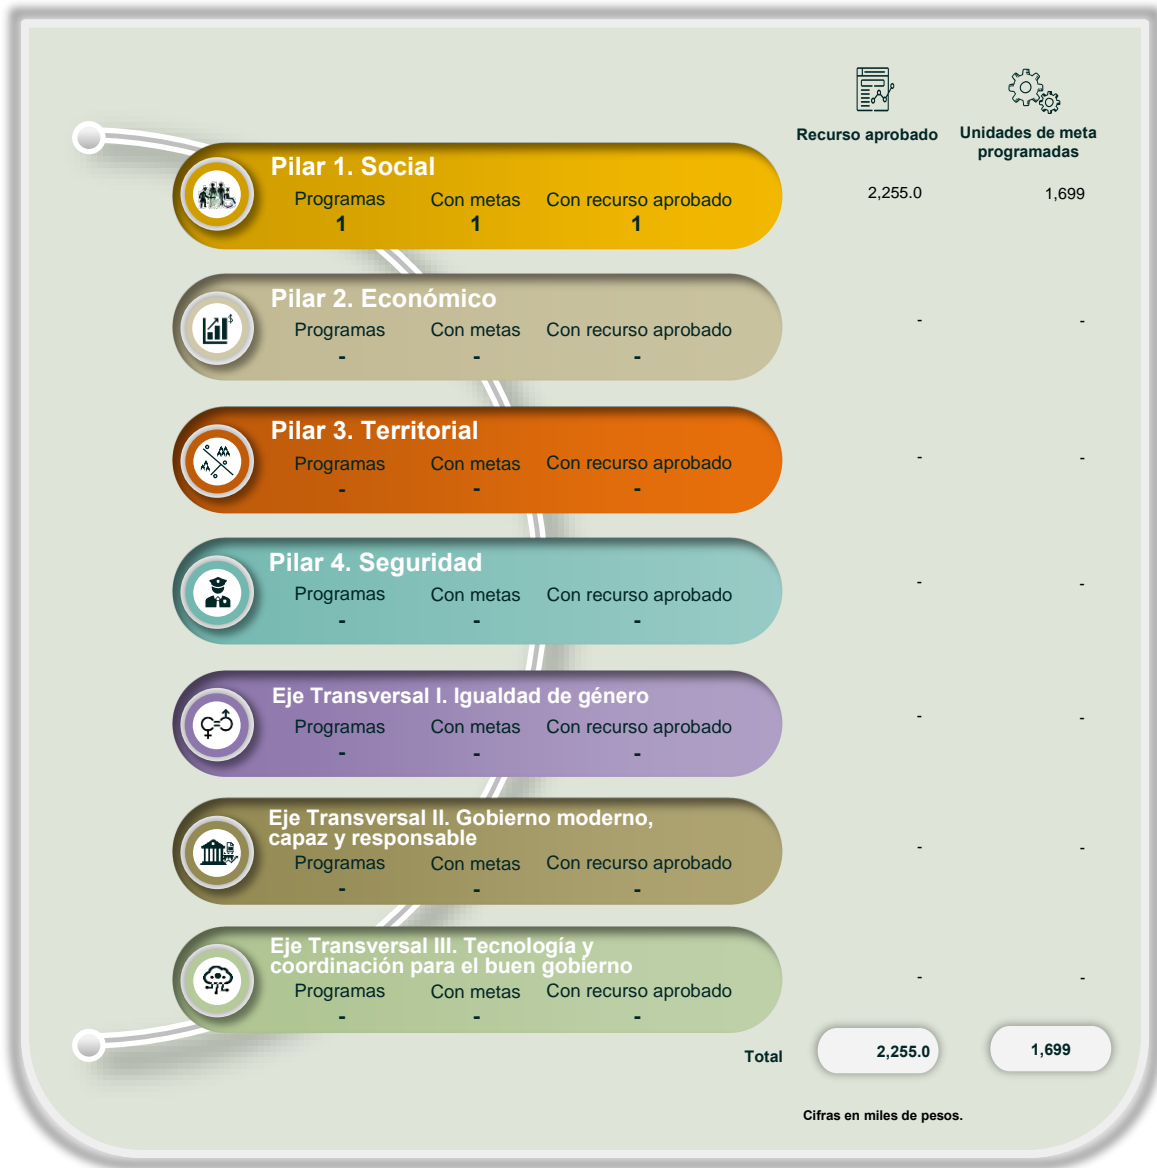 Recurso aprobado
Unidades de meta
programadas
Pilar 1. Social
Programas Con metas Con recurso aprobado
1 1 1
2,255.0 1,699
Pilar 2. Económico
Programas Con metas Con recurso aprobado
- - -
- -
Pilar 3. Territorial
Programas Con metas Con recurso aprobado
- - -
- -
Pilar 4. Seguridad
Programas Con metas Con recurso aprobado
- - -
- -
Eje Transversal I. Igualdad de género
Programas Con metas Con recurso aprobado
- - -
- -
Eje Transversal II. Gobierno moderno,
capaz y responsable
Programas Con metas Con recurso aprobado
- - -
- -
Eje Transversal III. Tecnología y
coordinación para el buen gobierno
Programas Con metas Con recurso aprobado
- - -
- -
Total 2,255.0 1,699
Cifras en miles de pesos.